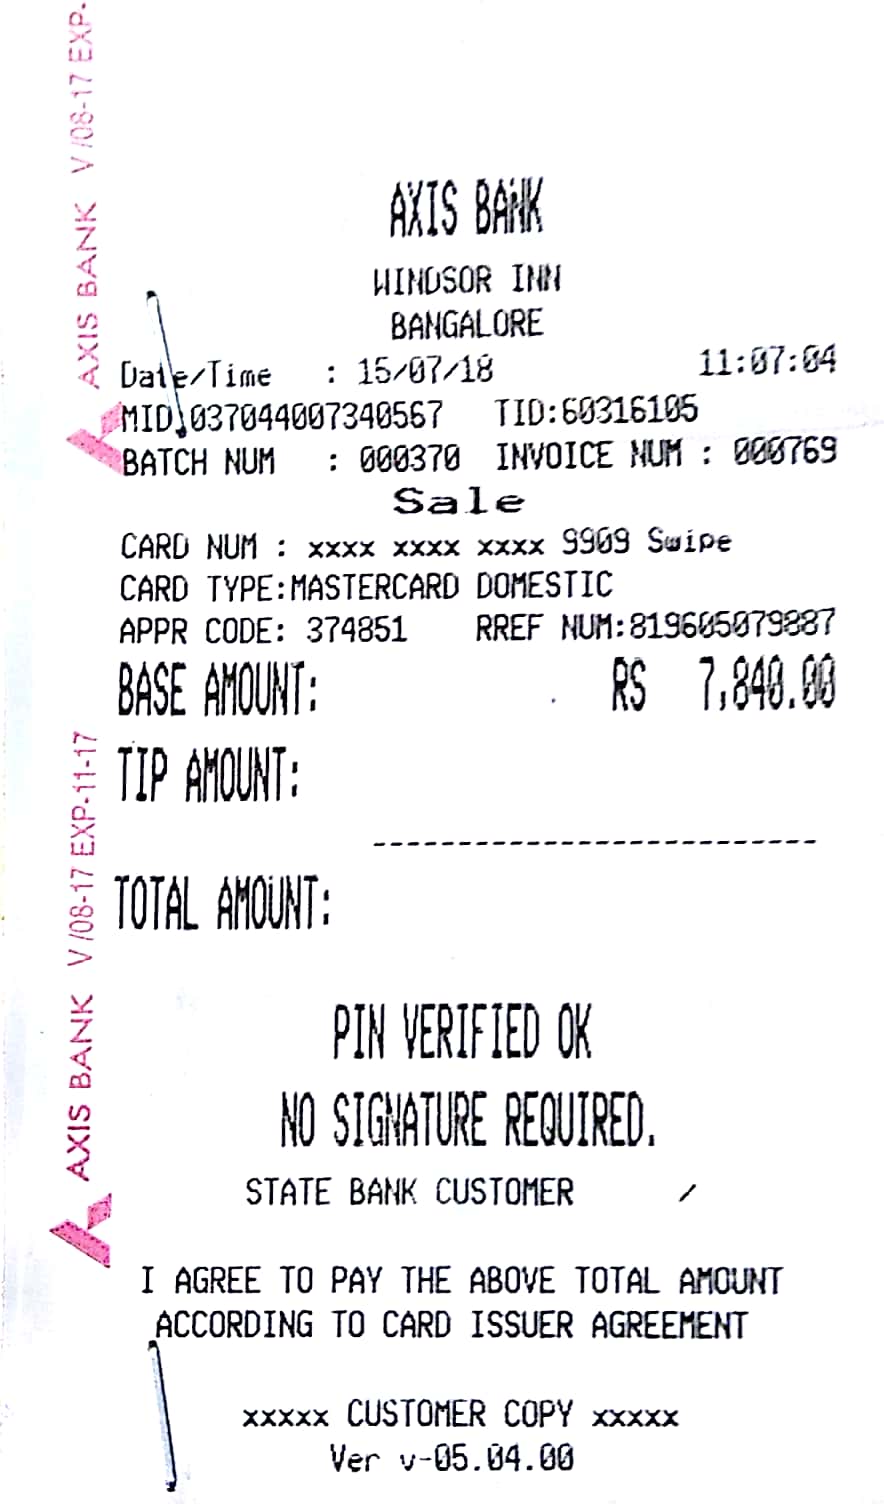 AXIS BANK V/08-17 EXP-
AXIS BANK
WINDSOR INN
BANGALORE
Date/Time : 15/07/18 11:07:04
MID:037044007340567 TID:60316105
BATCH NUM : 000370 INVOICE NUM : 000769
Sale
CARD NUM : xxxx xxxx xxxx 9909 Swipe
CARD TYPE:MASTERCARD DOMESTIC
APPR CODE: 374851 RREF NUM:819605079887
BASE AMOUNT: RS 7,840.00
TIP AMOUNT:
--------------------------
TOTAL AMOUNT:
AXIS BANK V/08-17 EXP-11-17
PIN VERIFIED OK
NO SIGNATURE REQUIRED.
STATE BANK CUSTOMER /
I AGREE TO PAY THE ABOVE TOTAL AMOUNT
ACCORDING TO CARD ISSUER AGREEMENT
xxxxx CUSTOMER COPY xxxxx
Ver v-05.04.00